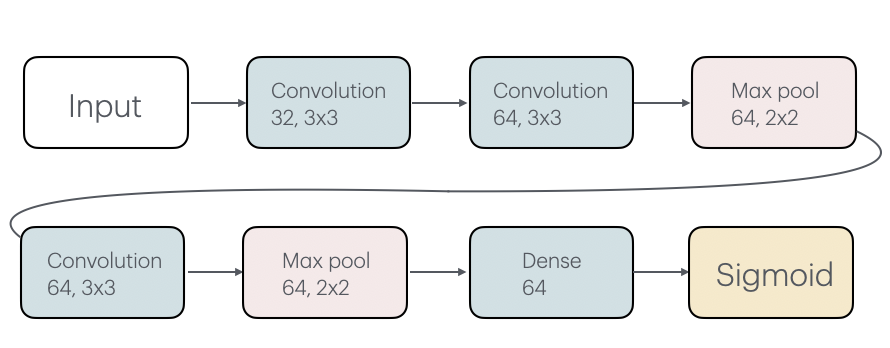 Input
Convolution
32, 3x3
Convolution
64, 3x3
Max pool
64, 2x2
Convolution
64, 3x3
Max pool
64, 2x2
Dense
64
Sigmoid